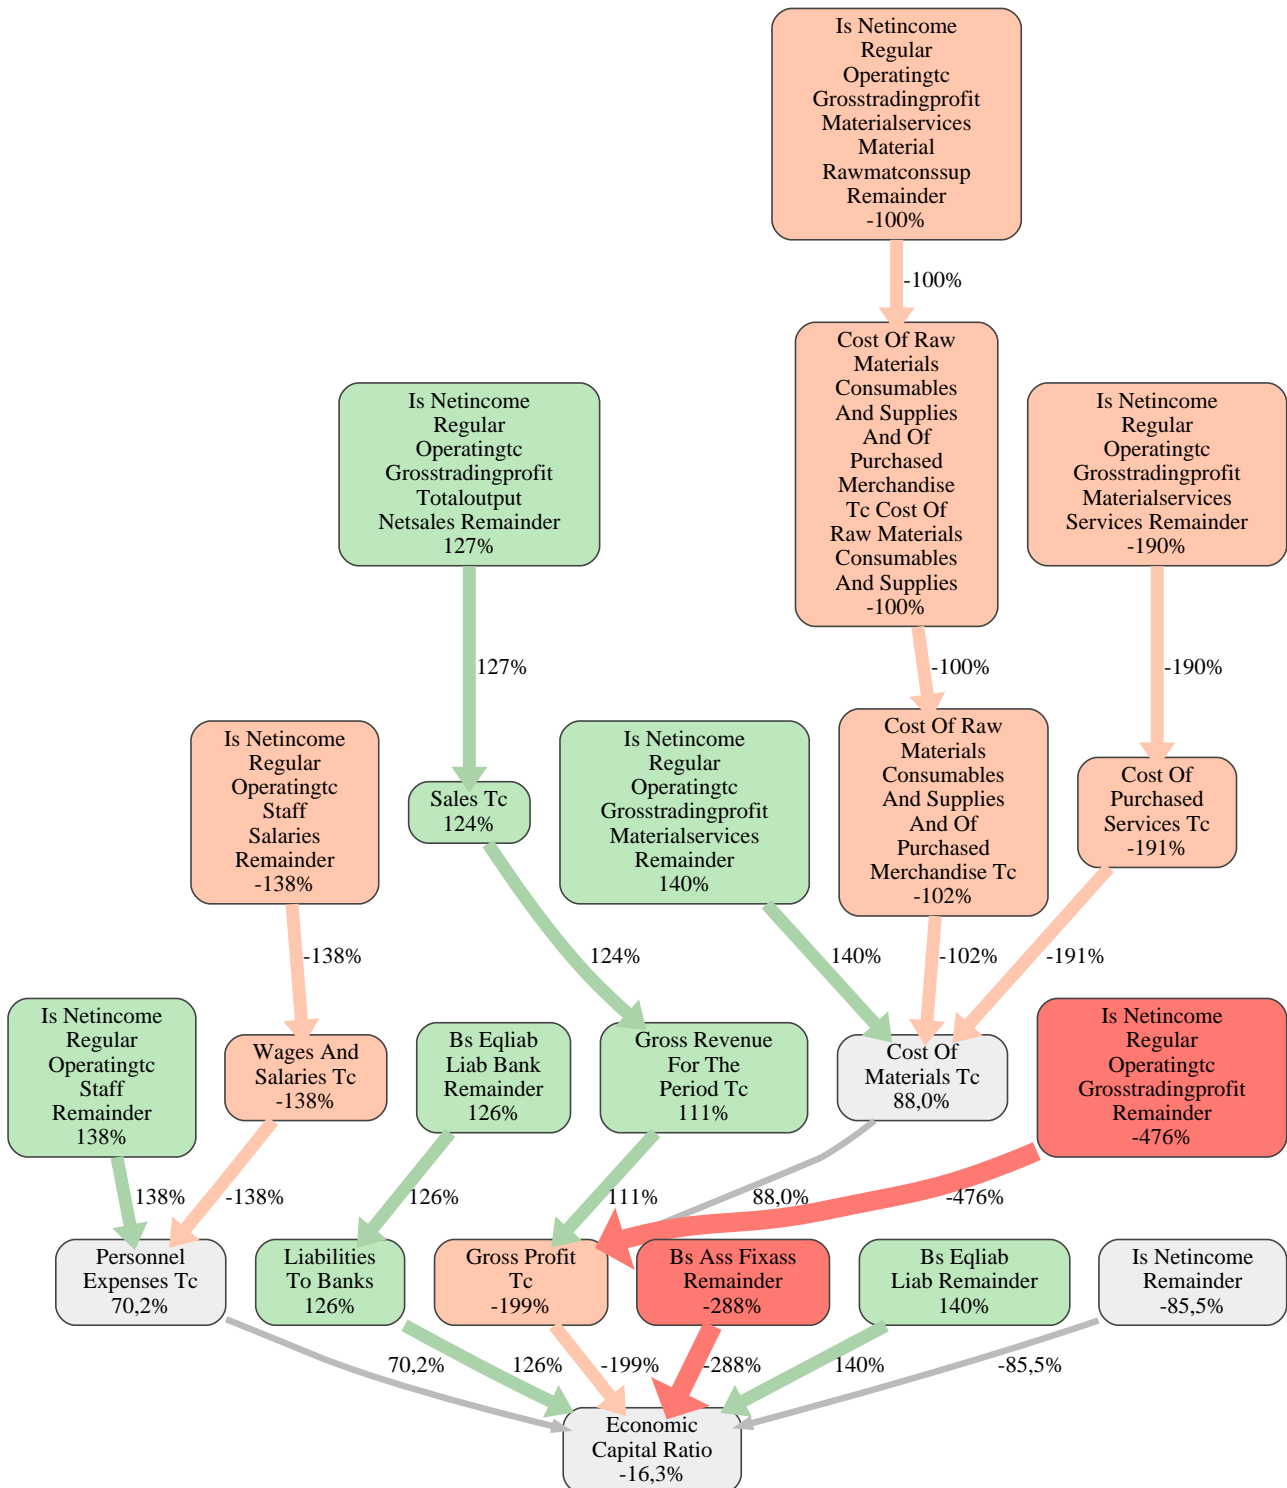 Is Netincome
Regular
Operatingtc
Grosstradingprofit
Materialservices
Material
Rawmatconssup
Remainder
-100%
-100%
Cost Of Raw
Materials
Consumables
And Supplies
And Of
Purchased
Merchandise
Tc Cost Of
Raw Materials
Consumables
And Supplies
-100%
Is Netincome
Regular
Operatingtc
Grosstradingprofit
Totaloutput
Netsales Remainder
127%
Is Netincome
Regular
Operatingtc
Grosstradingprofit
Materialservices
Services Remainder
-190%
127%
-100%
-190%
Is Netincome
Regular
Operatingtc
Staff
Salaries
Remainder
-138%
Sales Tc
124%
Is Netincome
Regular
Operatingtc
Grosstradingprofit
Materialservices
Remainder
140%
Cost Of Raw
Materials
Consumables
And Supplies
And Of
Purchased
Merchandise Tc
-102%
Cost Of
Purchased
Services Tc
-191%
-138%
124%
140%
-102%
-191%
Is Netincome
Regular
Operatingtc
Staff
Remainder
138%
Wages And
Salaries Tc
-138%
Bs Eqliab
Liab Bank
Remainder
126%
Gross Revenue
For The
Period Tc
111%
Cost Of
Materials Tc
88,0%
Is Netincome
Regular
Operatingtc
Grosstradingprofit
Remainder
-476%
138%
-138%
126%
111%
88,0%
-476%
Personnel
Expenses Tc
70,2%
Liabilities
To Banks
126%
Gross Profit
Tc
-199%
Bs Ass Fixass
Remainder
-288%
Bs Eqliab
Liab Remainder
140%
Is Netincome
Remainder
-85,5%
70,2%
126%
-199%
-288%
140%
-85,5%
Economic
Capital Ratio
-16,3%